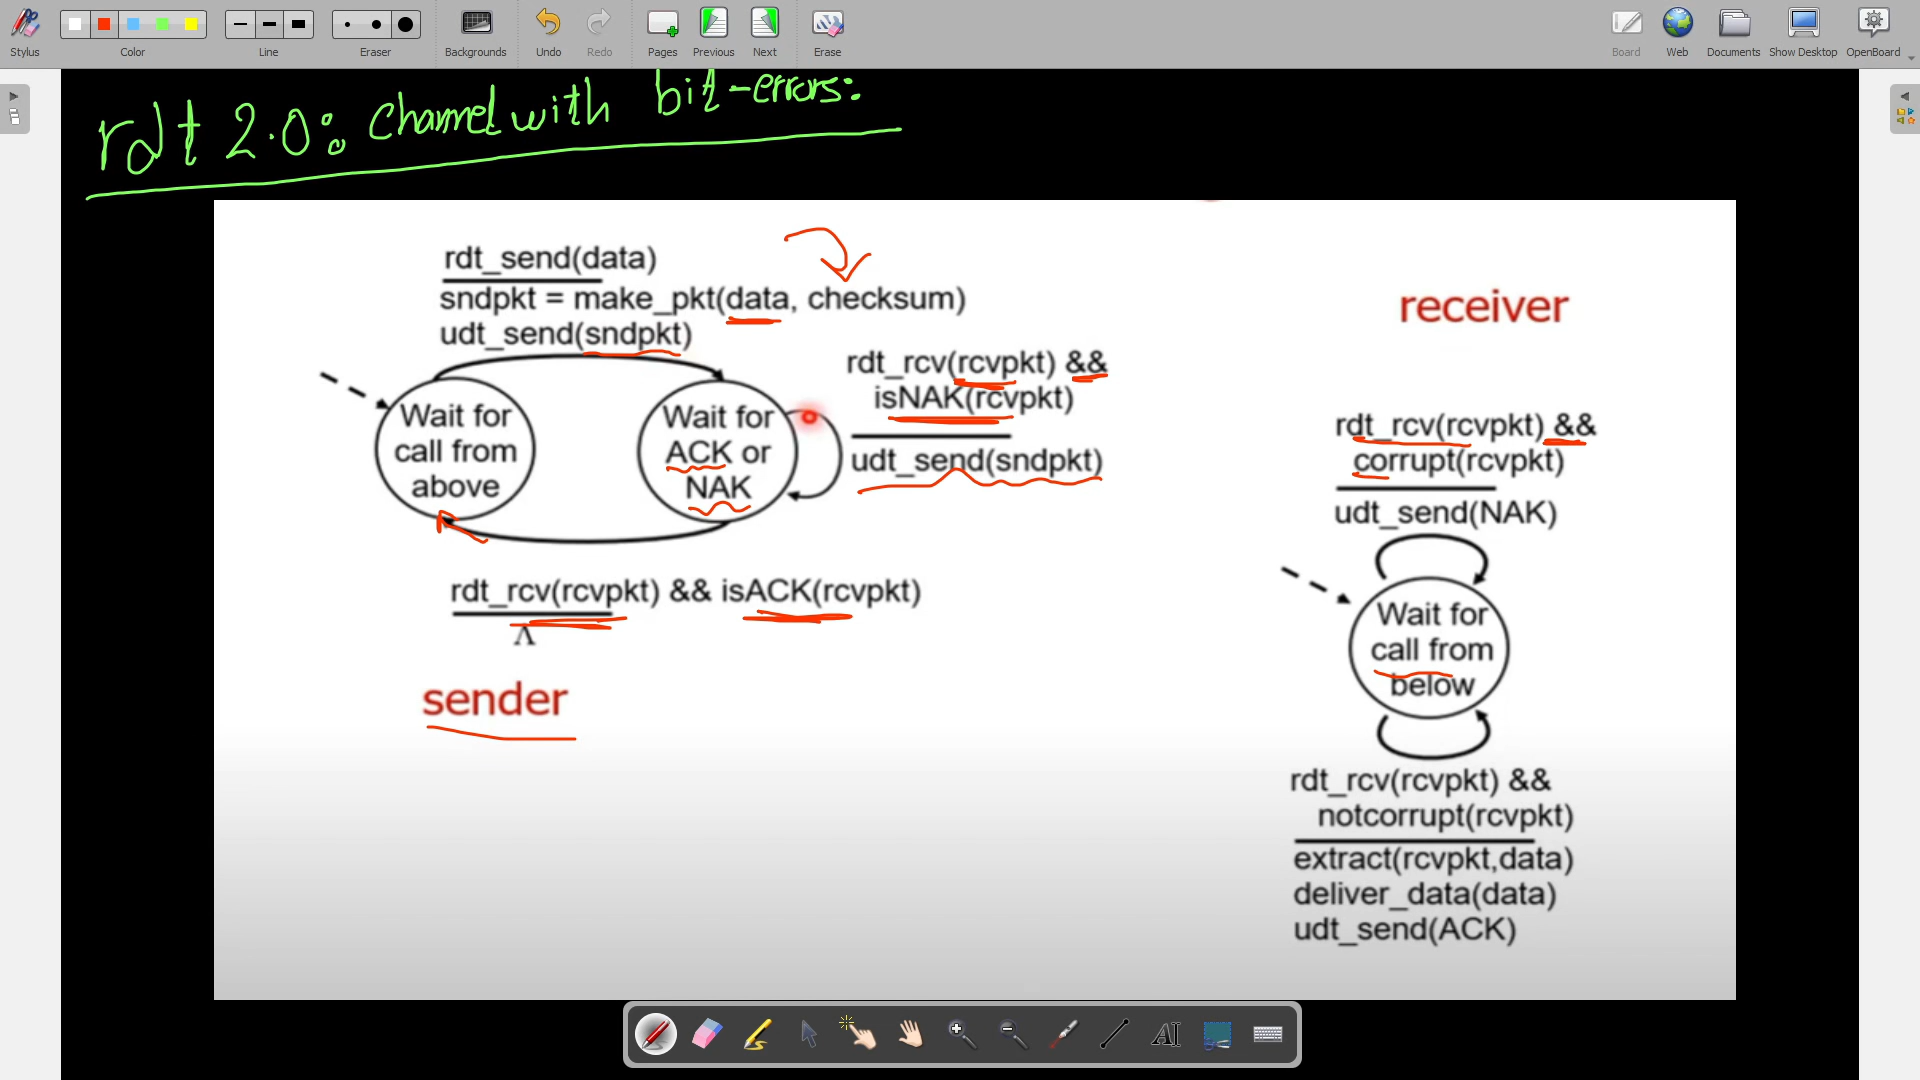 Stylus
Color
Line
Eraser
Backgrounds
Undo
Redo
Pages
Previous
Next
Erase
Board
Web
Documents
Show Desktop
OpenBoard
rdt 2.0: Channel with bit-errors:
rdt_send(data)
sndpkt = make_pkt(data, checksum)
udt_send(sndpkt)
Wait for
call from
above
Wait for
ACK or
NAK
rdt_rcv(rcvpkt) &&
isNAK(rcvpkt)
udt_send(sndpkt)
rdt_rcv(rcvpkt) && isACK(rcvpkt)
Λ
sender
receiver
rdt_rcv(rcvpkt) &&
corrupt(rcvpkt)
udt_send(NAK)
Wait for
call from
below
rdt_rcv(rcvpkt) &&
notcorrupt(rcvpkt)
extract(rcvpkt,data)
deliver_data(data)
udt_send(ACK)
AI